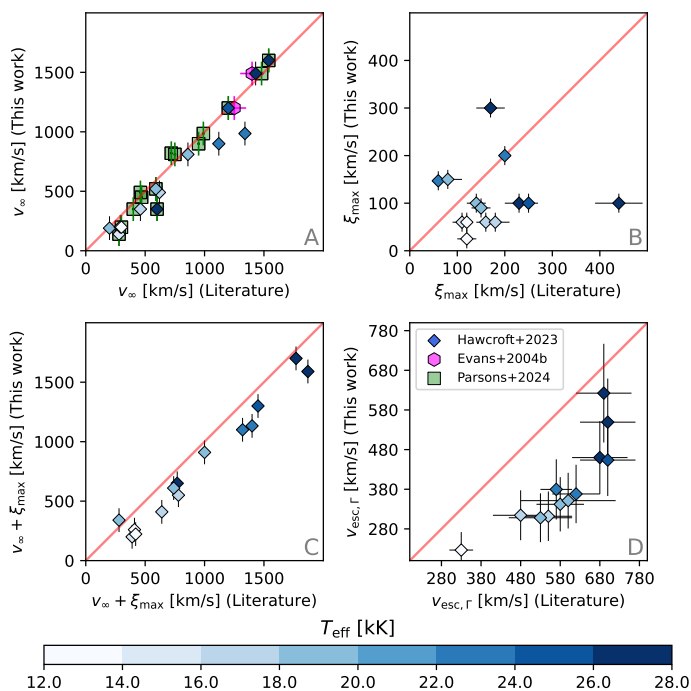 1500
1000
500
0
v∞ [km/s] (This work)
0 500 1000 1500
v∞ [km/s] (Literature)
A
400
300
200
100
0
ξmax [km/s] (This work)
0 100 200 300 400
ξmax [km/s] (Literature)
B
1500
1000
500
0
v∞ + ξmax [km/s] (This work)
0 500 1000 1500
v∞ + ξmax [km/s] (Literature)
C
780
680
580
480
380
280
vesc, Γ [km/s] (This work)
280 380 480 580 680 780
vesc, Γ [km/s] (Literature)
D
Hawcroft+2023
Evans+2004b
Parsons+2024
Teff [kK]
12.0 14.0 16.0 18.0 20.0 22.0 24.0 26.0 28.0